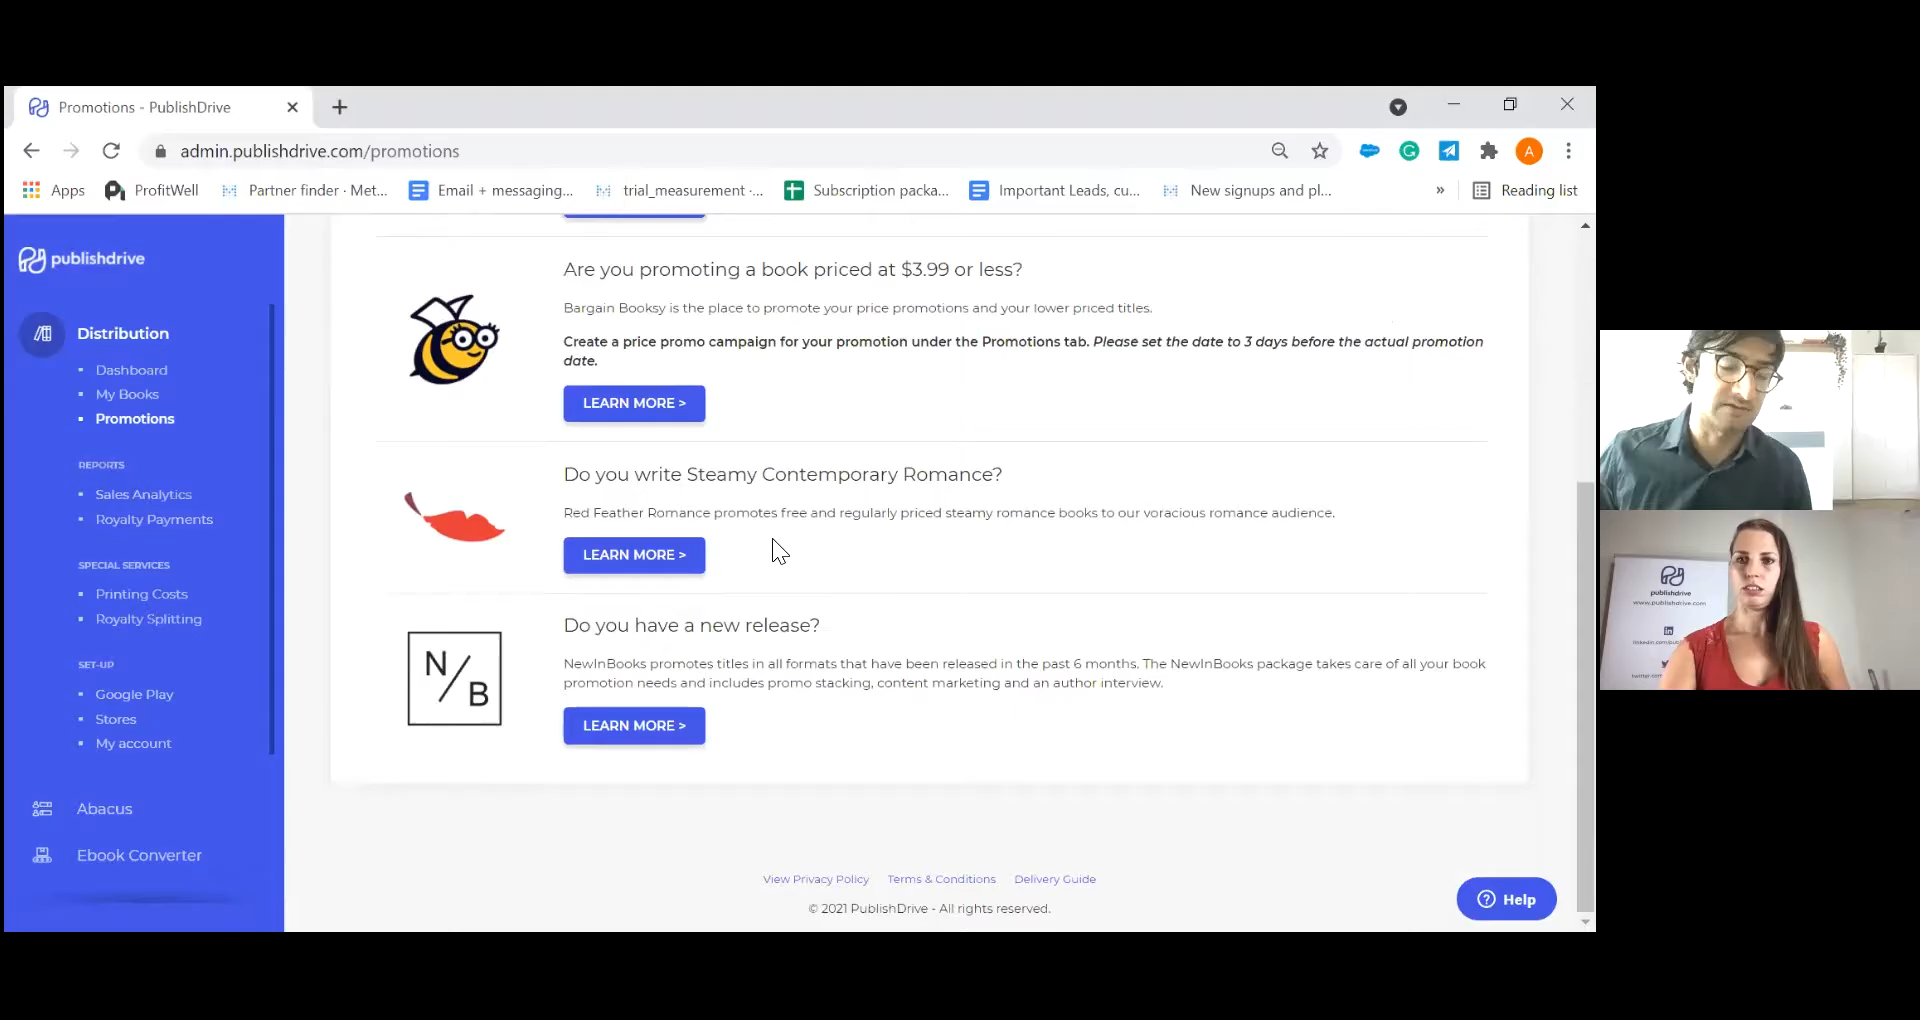 Promotions - PublishDrive
admin.publishdrive.com/promotions
A
Apps
ProfitWell
Partner finder · Met...
Email + messaging...
trial_measurement ·...
Subscription packa...
Important Leads, cu...
New signups and pl...
»
Reading list
publishdrive
Distribution
Dashboard
My Books
Promotions
REPORTS
Sales Analytics
Royalty Payments
SPECIAL SERVICES
Printing Costs
Royalty Splitting
SET-UP
Google Play
Stores
My account
Abacus
Ebook Converter
Are you promoting a book priced at $3.99 or less?
Bargain Booksy is the place to promote your price promotions and your lower priced titles.
Create a price promo campaign for your promotion under the Promotions tab. Please set the date to 3 days before the actual promotion
date.
LEARN MORE >
Do you write Steamy Contemporary Romance?
Red Feather Romance promotes free and regularly priced steamy romance books to our voracious romance audience.
LEARN MORE >
N/B
Do you have a new release?
NewInBooks promotes titles in all formats that have been released in the past 6 months. The NewInBooks package takes care of all your book
promotion needs and includes promo stacking, content marketing and an author interview.
LEARN MORE >
View Privacy Policy Terms & Conditions Delivery Guide
© 2021 PublishDrive - All rights reserved.
Help
publishdrive
www.publishdrive.com